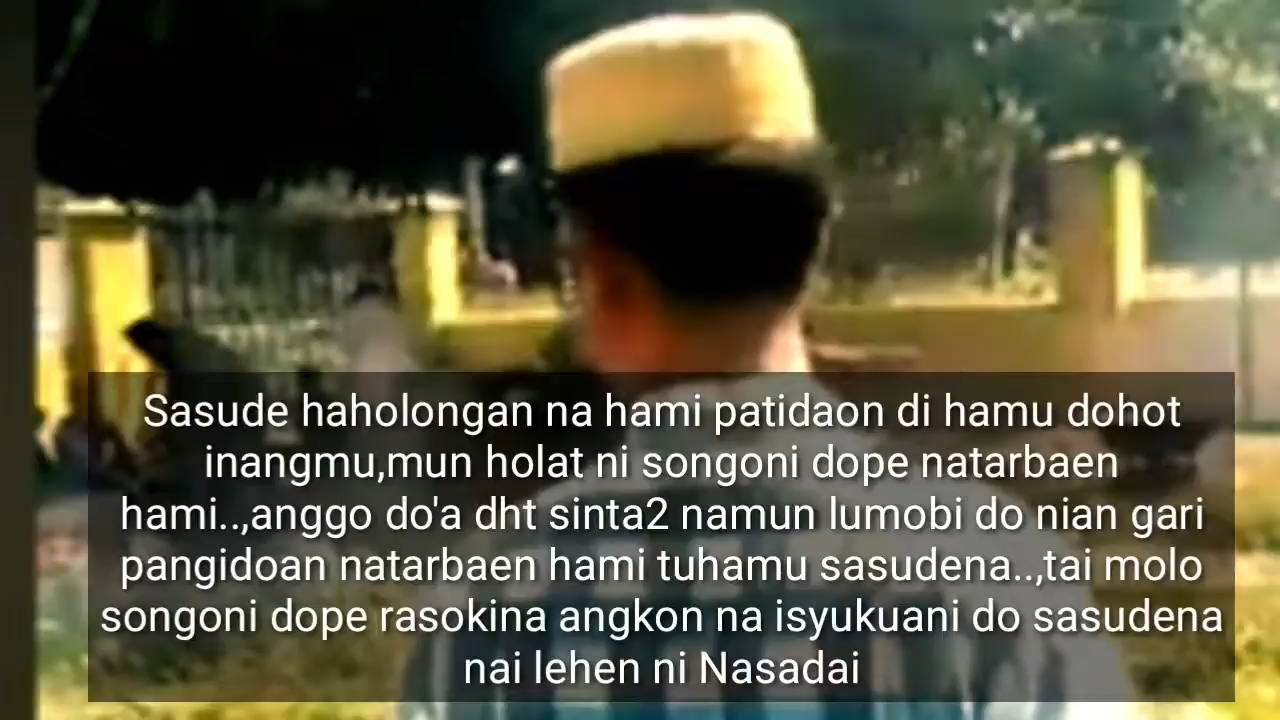 Sasude haholongan na hami patidaon di hamu dohot
inangmu,mun holat ni songoni dope natarbaen
hami..,anggo do'a dht sinta2 namun lumobi do nian gari
pangidoan natarbaen hami tuhamu sasudena..,tai molo
songoni dope rasokina angkon na isyukuani do sasudena
nai lehen ni Nasadai